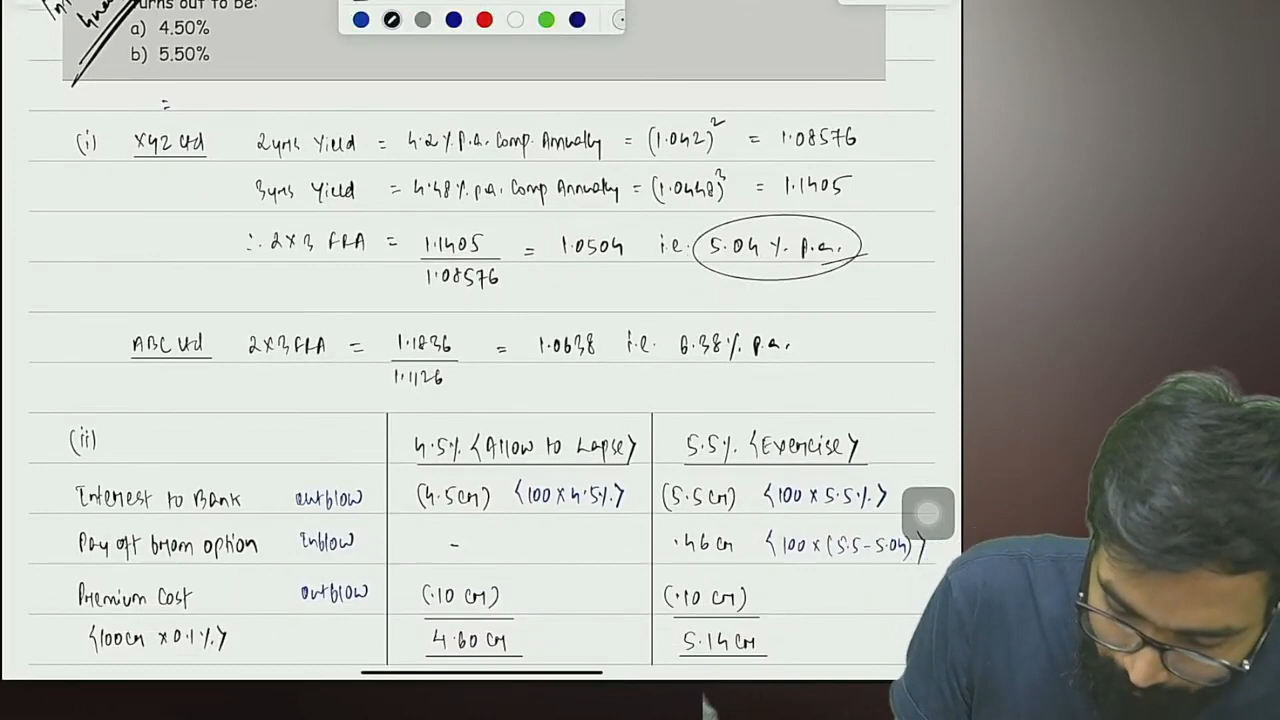 urns out to be:
a) 4.50%
b) 5.50%
=
(i) XYZ Ltd 2yrs Yield = 4.2% p.a. Comp. Annually = (1.042)² = 1.08576
3yrs Yield = 4.48% p.a. Comp Annually = (1.0448)³ = 1.1405
∴ 2×3 FRA = 1.1405 / 1.08576 = 1.0504 i.e. 5.04% p.a.
ABC Ltd 2×3 FRA = 1.1836 / 1.1126 = 1.0638 i.e. 6.38% p.a.
(ii) 4.5% {Allow to Lapse} 5.5% {Exercise}
Interest to Bank outflow (4.5cr) {100×4.5%} (5.5cr) {100×5.5%}
Pay off from option Inflow - .46cr {100×(5.5-5.04)}
Premium Cost outflow (.10 cr) (.10 cr)
{100cr × 0.1%} 4.60 cr 5.14 cr